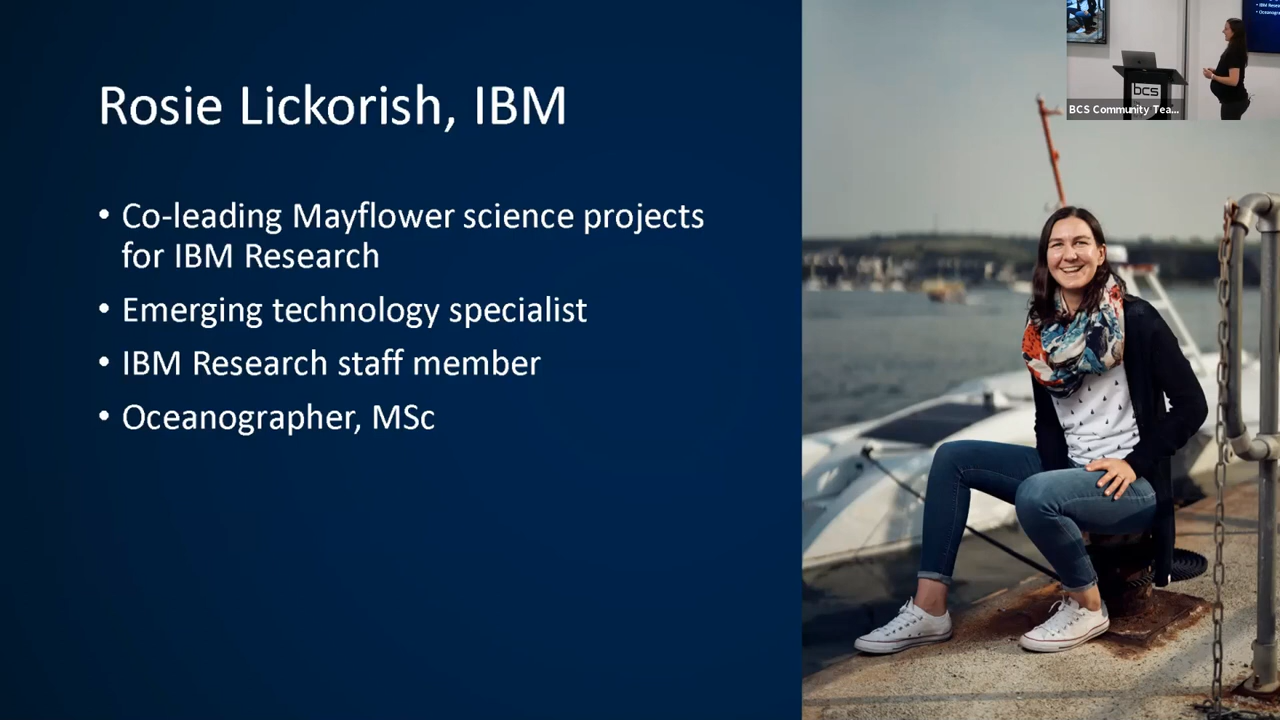 Rosie Lickorish, IBM
• Co-leading Mayflower science projects
for IBM Research
• Emerging technology specialist
• IBM Research staff member
• Oceanographer, MSc
bcs
BCS Community Tea...